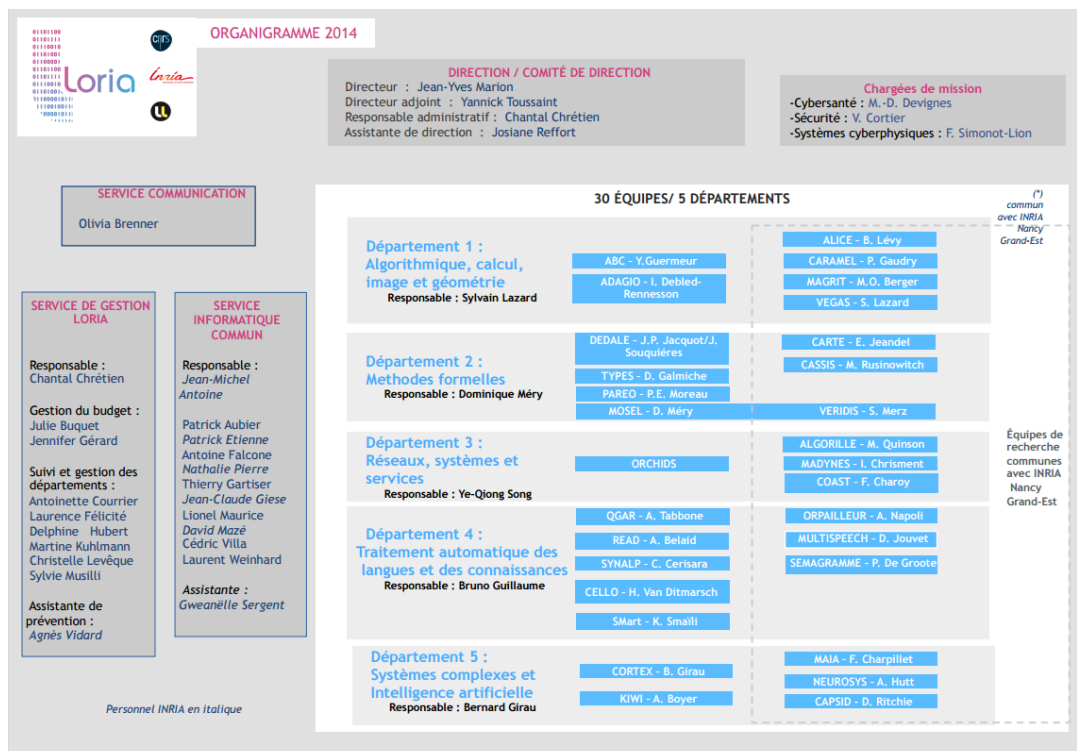 Loria
cnrs
Inria
ORGANIGRAMME 2014
DIRECTION / COMITÉ DE DIRECTION
Directeur : Jean-Yves Marion
Directeur adjoint : Yannick Toussaint
Responsable administratif : Chantal Chrétien
Assistante de direction : Josiane Reffort
Chargées de mission
-Cybersanté : M.-D. Devignes
-Sécurité : V. Cortier
-Systèmes cyberphysiques : F. Simonot-Lion
SERVICE COMMUNICATION
Olivia Brenner
SERVICE DE GESTION
LORIA
Responsable :
Chantal Chrétien
Gestion du budget :
Julie Buquet
Jennifer Gérard
Suivi et gestion des
départements :
Antoinette Courrier
Laurence Félicité
Delphine Hubert
Martine Kuhlmann
Christelle Levêque
Sylvie Musilli
Assistante de
prévention :
Agnès Vidard
SERVICE
INFORMATIQUE
COMMUN
Responsable :
Jean-Michel
Antoine
Patrick Aubier
Patrick Etienne
Antoine Falcone
Nathalie Pierre
Thierry Gartiser
Jean-Claude Giese
Lionel Maurice
David Mazé
Cédric Villa
Laurent Weinhard
Assistante :
Gweanëlle Sergent
Personnel INRIA en italique
30 ÉQUIPES/ 5 DÉPARTEMENTS
(*)
commun
avec INRIA
Nancy
Grand-Est
Département 1 :
Algorithmique, calcul,
image et géométrie
Responsable : Sylvain Lazard
ABC - Y.Guermeur
ADAGIO - I. Debled-
Rennesson
ALICE - B. Lévy
CARAMEL - P. Gaudry
MAGRIT - M.O. Berger
VEGAS - S. Lazard
Département 2 :
Methodes formelles
Responsable : Dominique Méry
DEDALE - J.P. Jacquot/J.
Souquiéres
TYPES - D. Galmiche
PAREO - P.E. Moreau
MOSEL - D. Méry
CARTE - E. Jeandel
CASSIS - M. Rusinowitch
VERIDIS - S. Merz
Département 3 :
Réseaux, systèmes et
services
Responsable : Ye-Qiong Song
ORCHIDS
ALGORILLE - M. Quinson
MADYNES - I. Chrisment
COAST - F. Charoy
Équipes de
recherche
communes
avec INRIA
Nancy
Grand-Est
Département 4 :
Traitement automatique des
langues et des connaissances
Responsable : Bruno Guillaume
QGAR - A. Tabbone
READ - A. Belaid
SYNALP - C. Cerisara
CELLO - H. Van Ditmarsch
SMart - K. Smaïli
ORPAILLEUR - A. Napoli
MULTISPEECH - D. Jouvet
SEMAGRAMME - P. De Groote
Département 5 :
Systèmes complexes et
Intelligence artificielle
Responsable : Bernard Girau
CORTEX - B. Girau
KIWI - A. Boyer
MAIA - F. Charpillet
NEUROSYS - A. Hutt
CAPSID - D. Ritchie